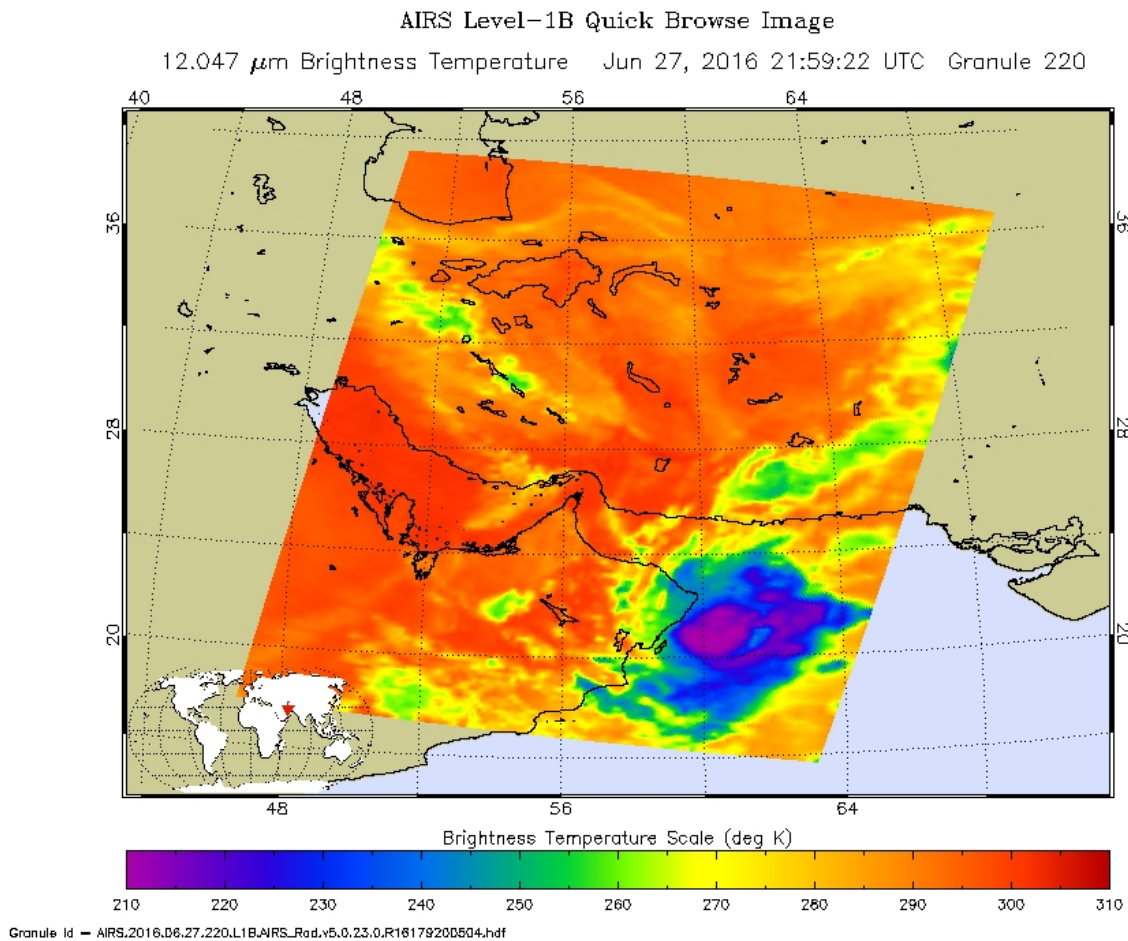 AIRS Level-1B Quick Browse Image
12.047 μm Brightness Temperature Jun 27, 2016 21:59:22 UTC Granule 220
40 48 56 64
36 36
28 28
20 20
48 56 64
Brightness Temperature Scale (deg K)
210 220 230 240 250 260 270 280 290 300 310
Granule Id – AIRS.2016.06.27.220.L1B.AIRS_Rad.v5.0.23.0.R16179200504.hdf